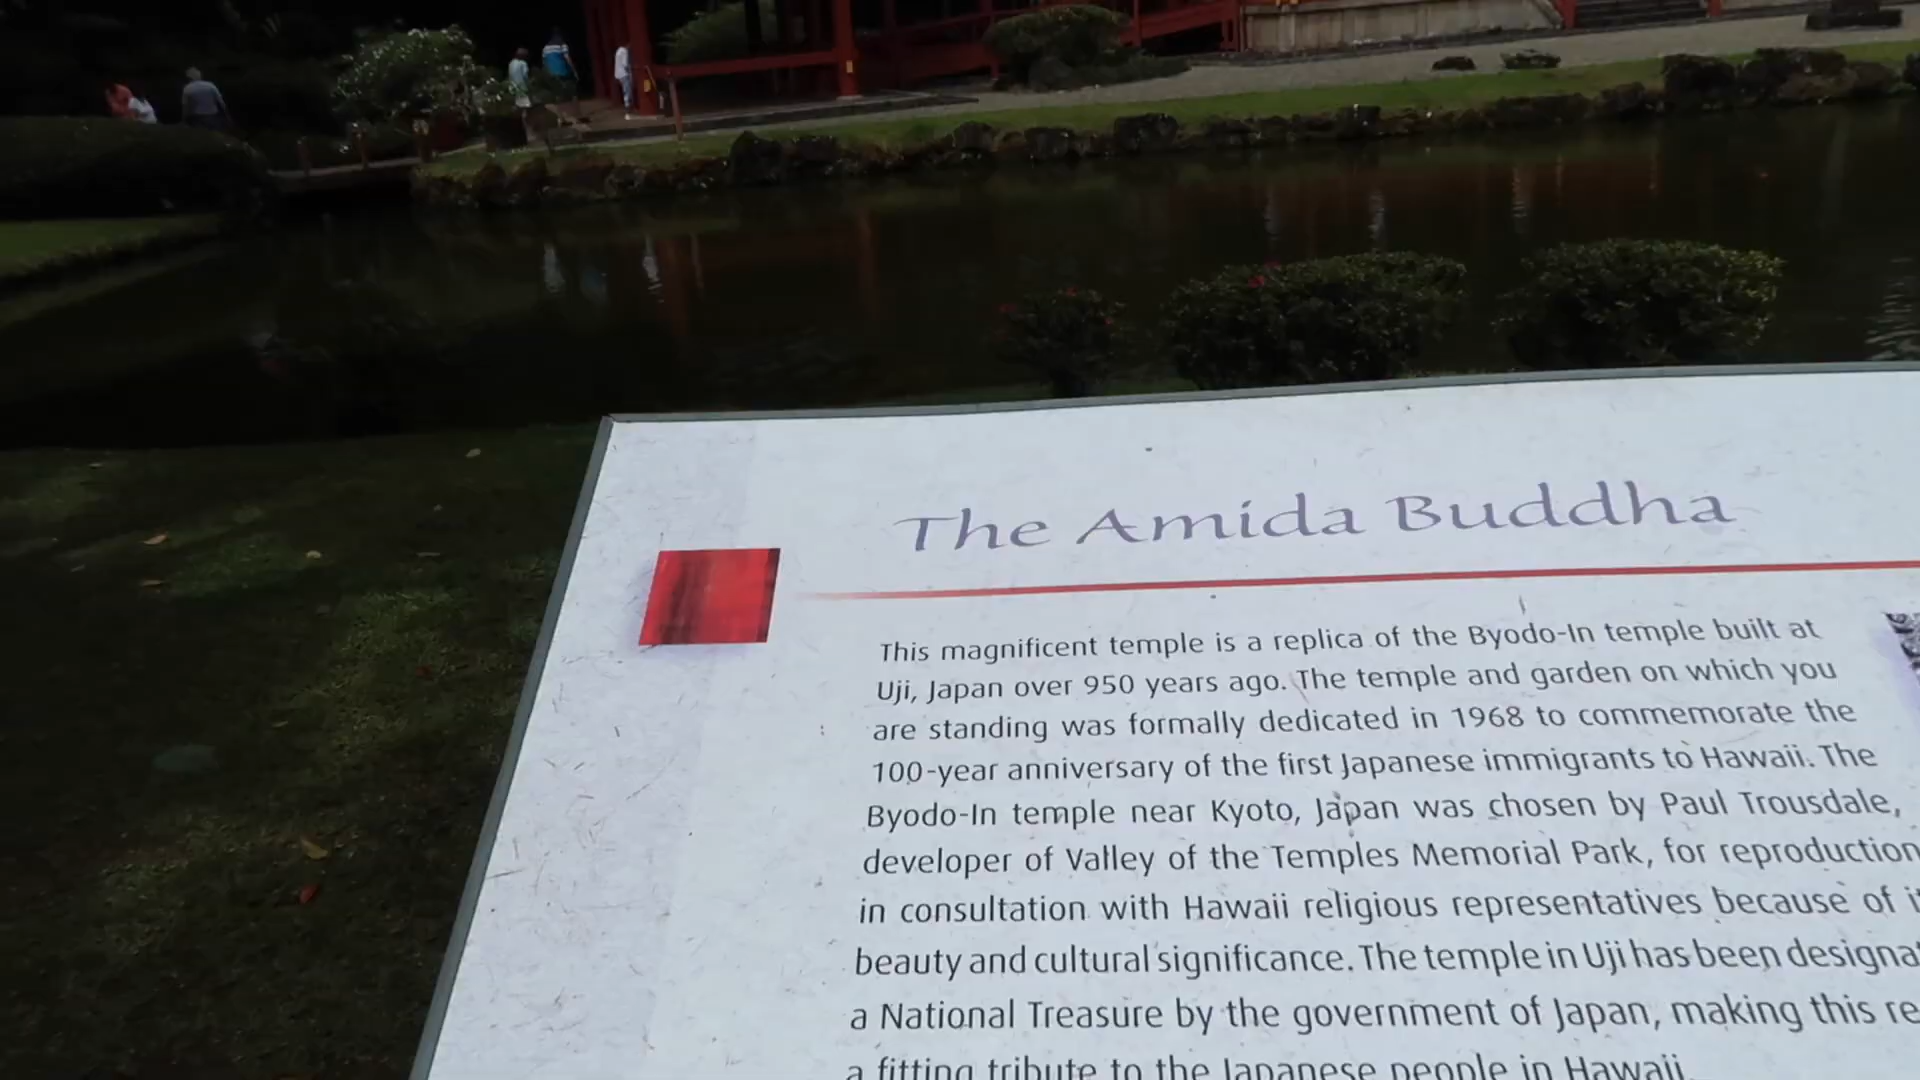 The Amida Buddha
This magnificent temple is a replica of the Byodo-In temple built at
Uji, Japan over 950 years ago. The temple and garden on which you
are standing was formally dedicated in 1968 to commemorate the
100-year anniversary of the first Japanese immigrants to Hawaii. The
Byodo-In temple near Kyoto, Japan was chosen by Paul Trousdale,
developer of Valley of the Temples Memorial Park, for reproduction
in consultation with Hawaii religious representatives because of
beauty and cultural significance. The temple in Uji has been
a National Treasure by the government of Japan, making this
a fitting tribute to the Japanese people in Hawaii.